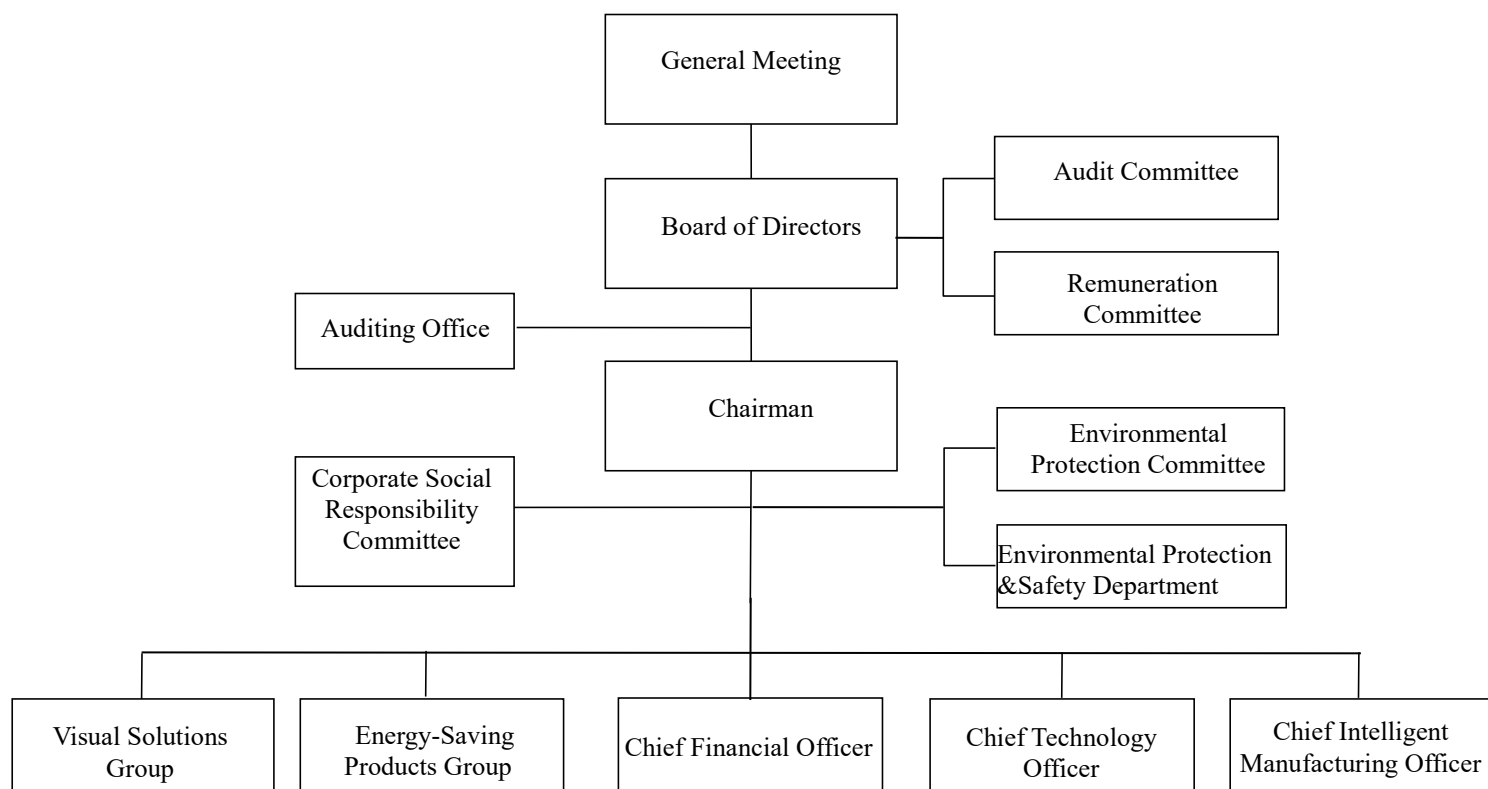 General Meeting
Audit Committee
Board of Directors
Remuneration
Committee
Auditing Office
Chairman
Environmental
Protection Committee
Corporate Social
Responsibility
Committee
Environmental Protection
&Safety Department
Visual Solutions
Group
Energy-Saving
Products Group
Chief Financial Officer
Chief Technology
Officer
Chief Intelligent
Manufacturing Officer